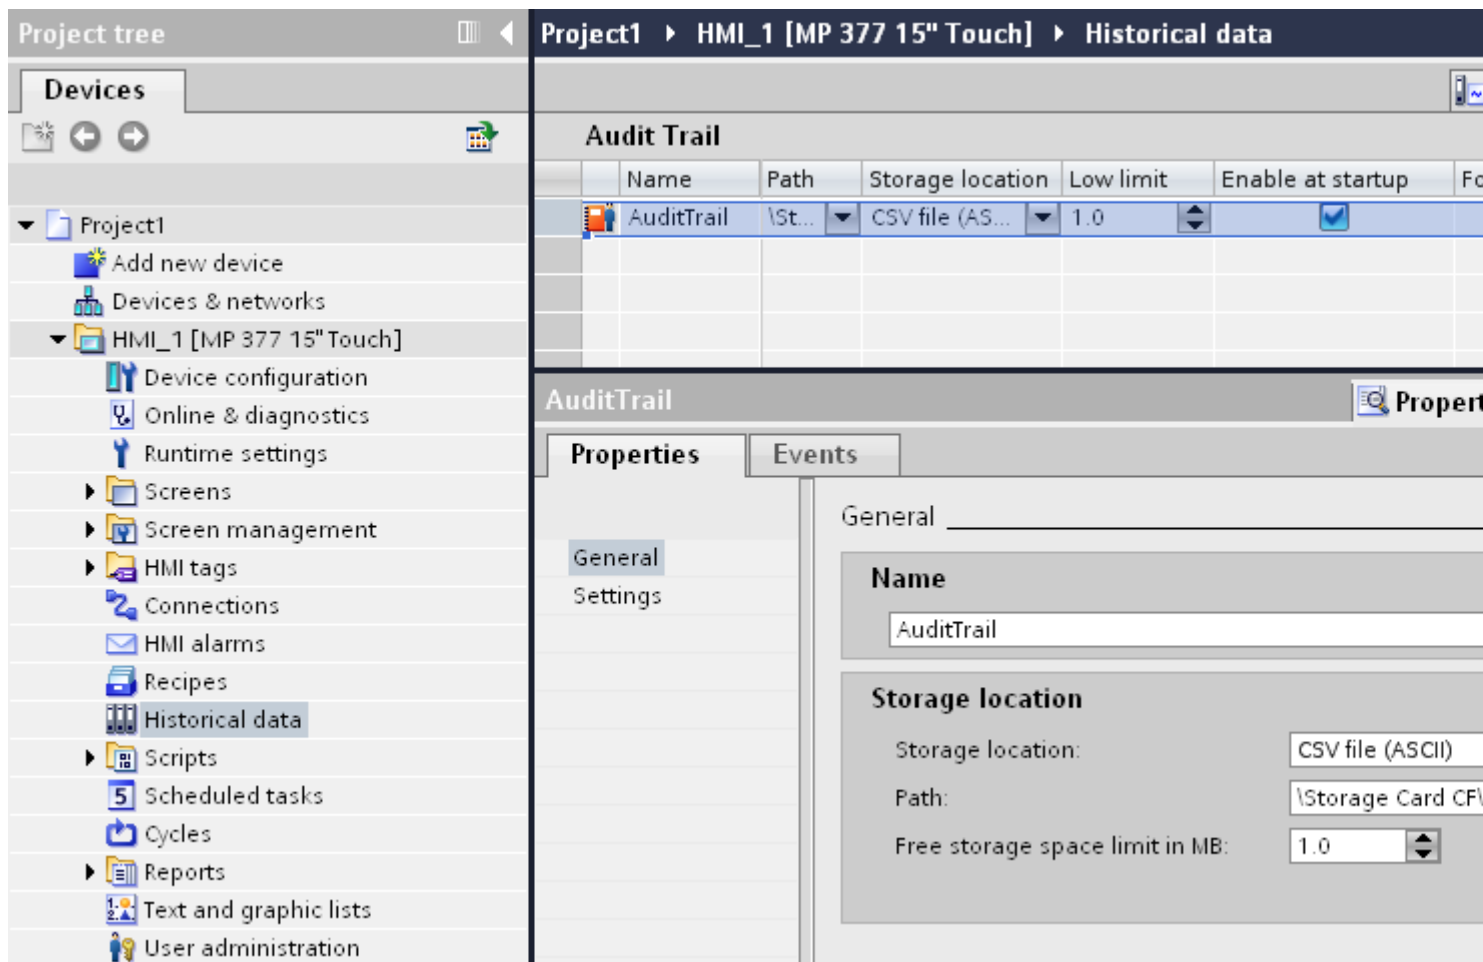 Project tree
Devices
Project1
Add new device
Devices & networks
HMI_1 [MP 377 15" Touch]
Device configuration
Online & diagnostics
Runtime settings
Screens
Screen management
HMI tags
Connections
HMI alarms
Recipes
Historical data
Scripts
Scheduled tasks
Cycles
Reports
Text and graphic lists
User administration
Project1 HMI_1 [MP 377 15" Touch] Historical data
Audit Trail
Name Path Storage location Low limit Enable at startup Fo
AuditTrail \St... CSV file (AS... 1.0
AuditTrail Propert
Properties Events
General
Settings
General
Name
AuditTrail
Storage location
Storage location: CSV file (ASCII)
Path: \Storage Card CF\
Free storage space limit in MB: 1.0